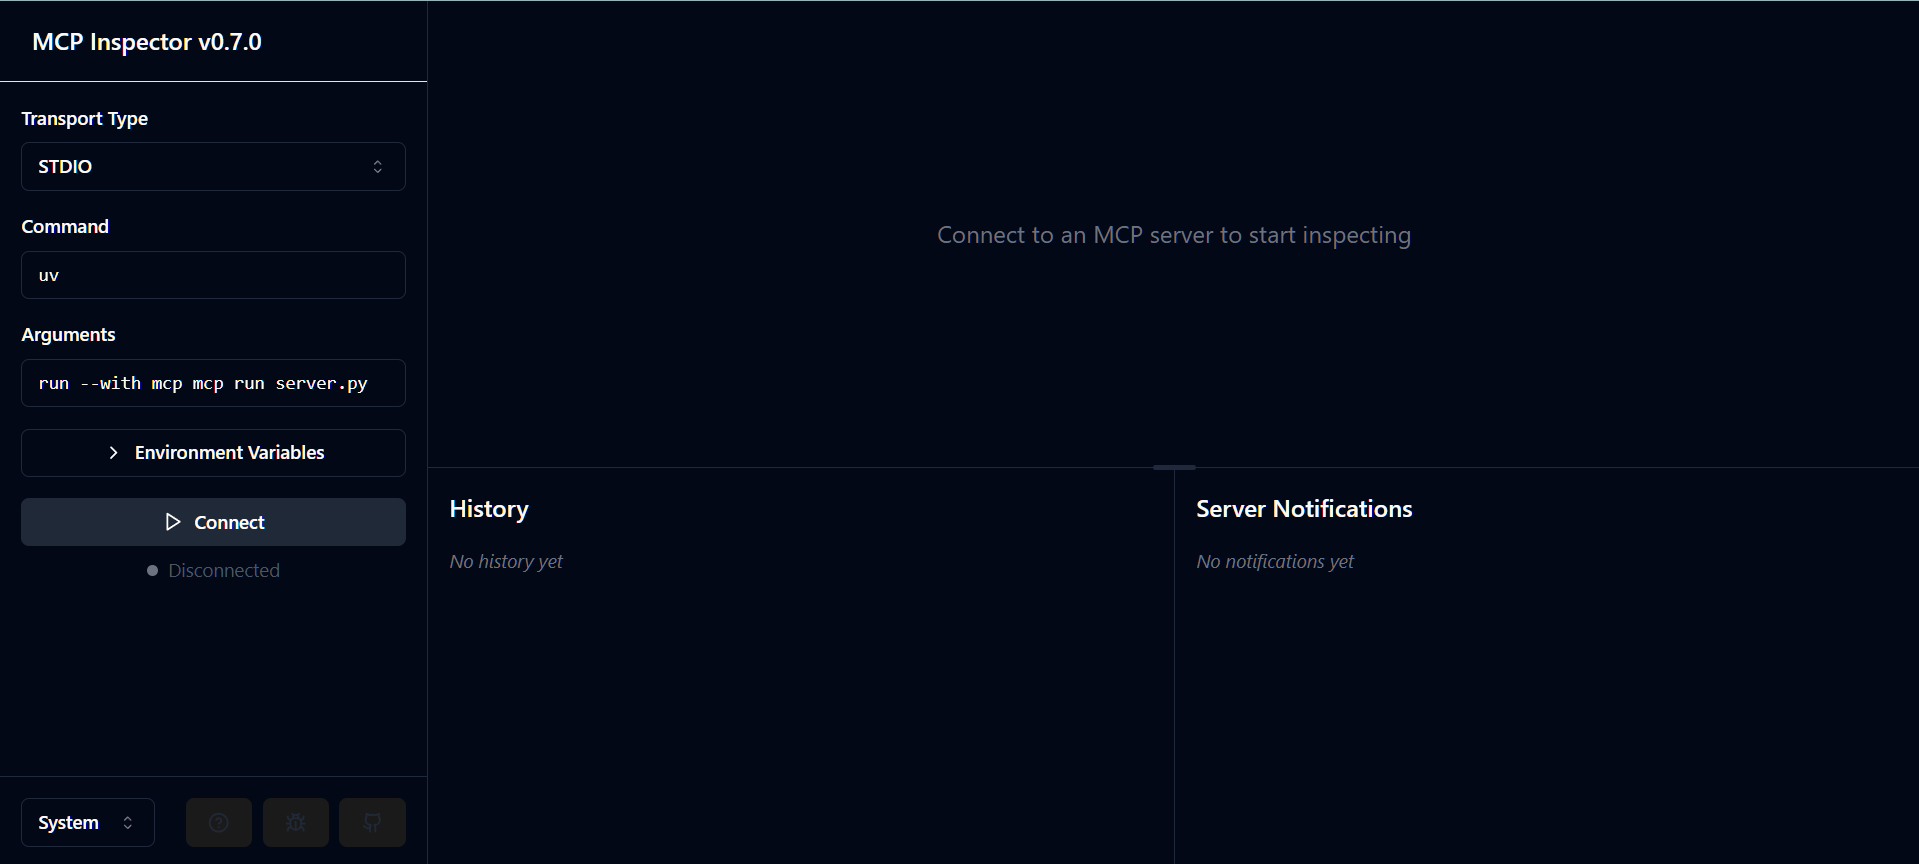 MCP Inspector v0.7.0
Transport Type
STDIO
Command
uv
Arguments
run --with mcp mcp run server.py
Environment Variables
Connect
Disconnected
System
Connect to an MCP server to start inspecting
History
No history yet
Server Notifications
No notifications yet